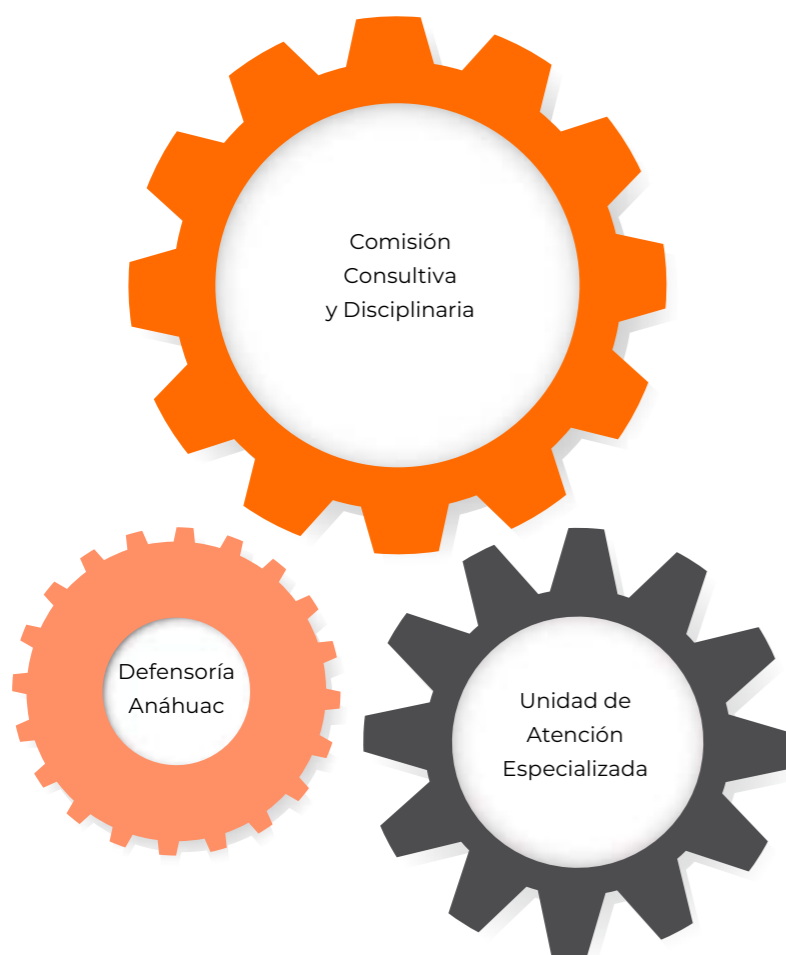 Comisión
Consultiva
y Disciplinaria
Defensoría
Anáhuac
Unidad de
Atención
Especializada